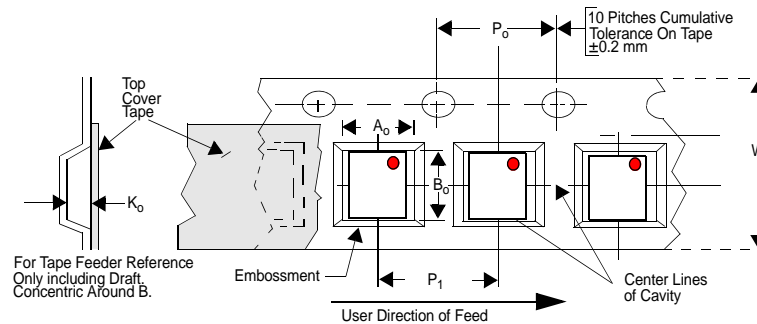 10 Pitches Cumulative
Tolerance On Tape
±0.2 mm
Po
Top
Cover
Tape
Ao
Bo
W
Ko
For Tape Feeder Reference
Only including Draft.
Concentric Around B.
Embossment
P1
Center Lines
of Cavity
User Direction of Feed